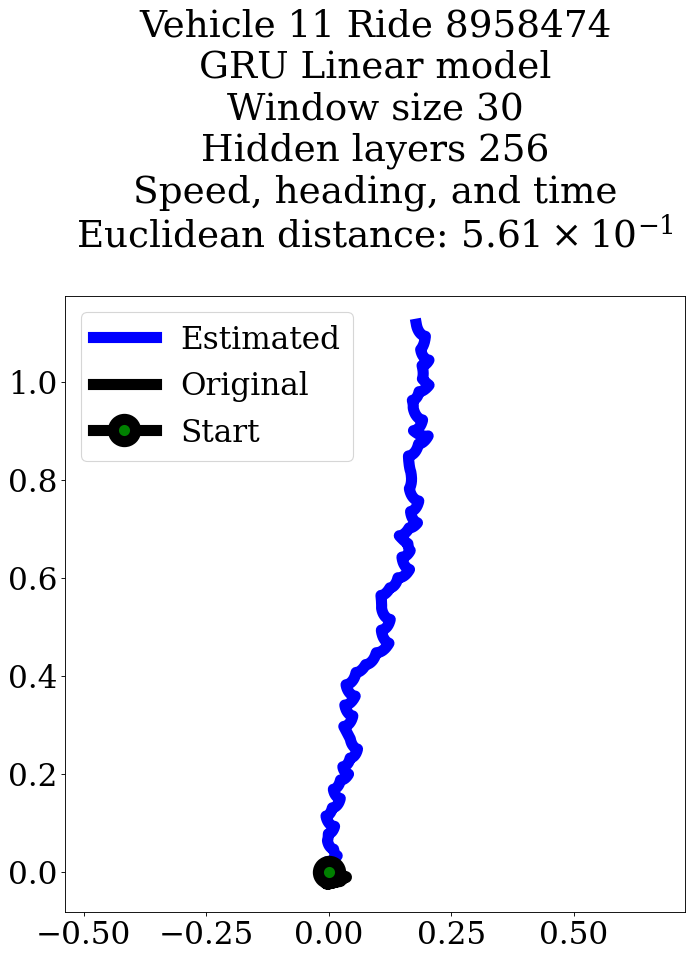 Vehicle 11 Ride 8958474
GRU Linear model
Window size 30
Hidden layers 256
Speed, heading, and time
Euclidean distance: 5.61 × 10⁻¹
Estimated
Original
Start
1.0
0.8
0.6
0.4
0.2
0.0
−0.50 −0.25 0.00 0.25 0.50